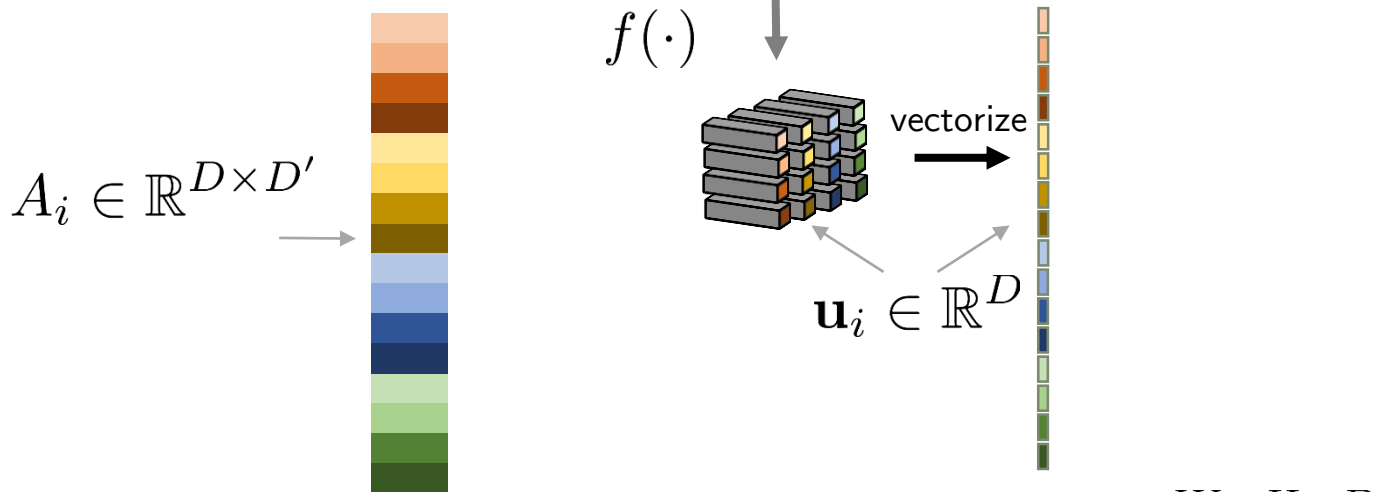 f(·)
vectorize
A_i ∈ ℝ^{D×D′}
𝐮_i ∈ ℝ^D